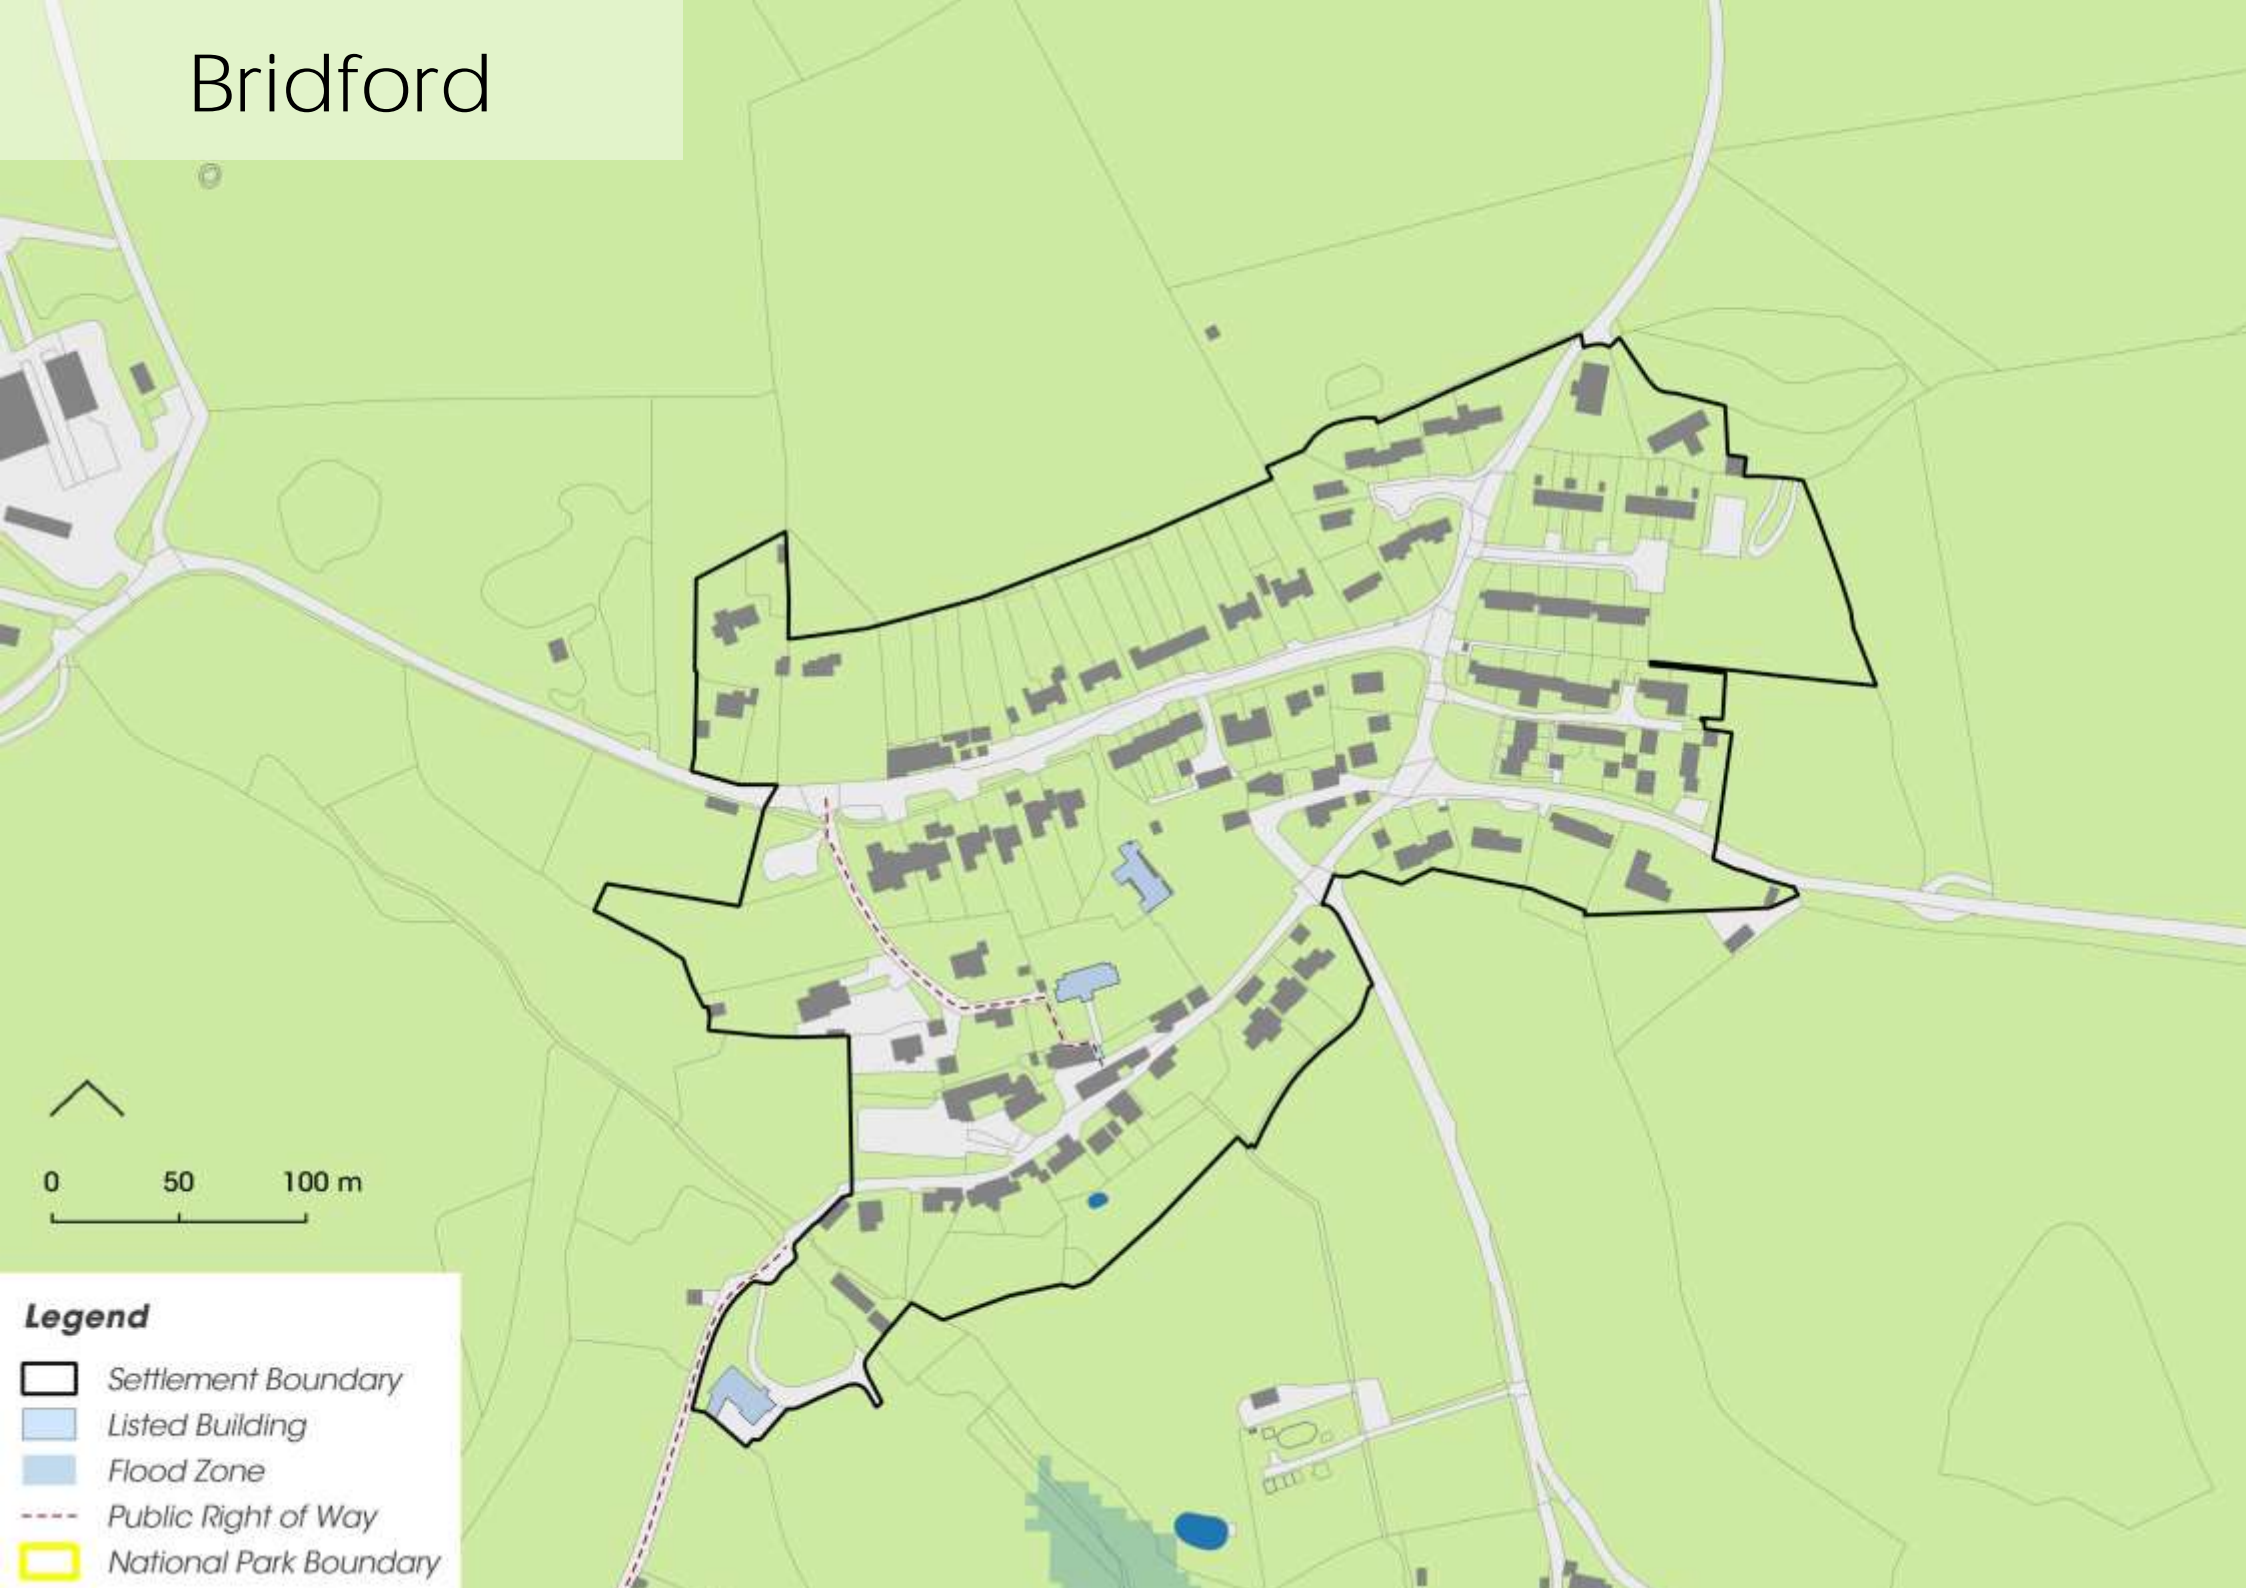 Bridford
0 50 100 m
Legend
Settlement Boundary
Listed Building
Flood Zone
Public Right of Way
National Park Boundary